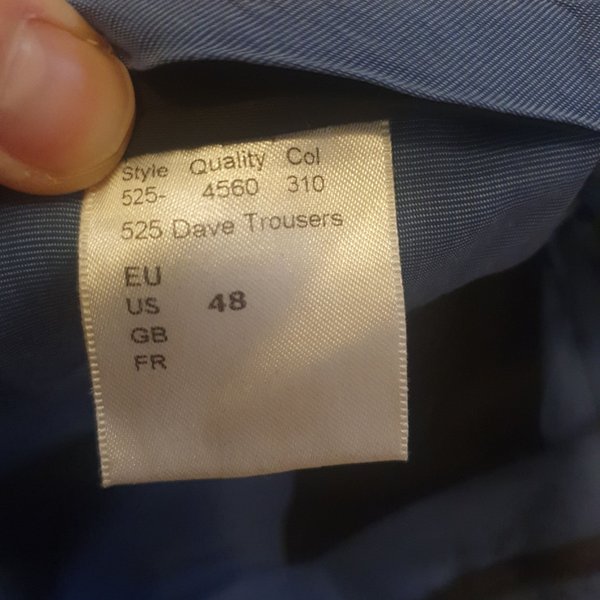 Style Quality Col
525- 4560 310
525 Dave Trousers
EU
US 48
GB
FR